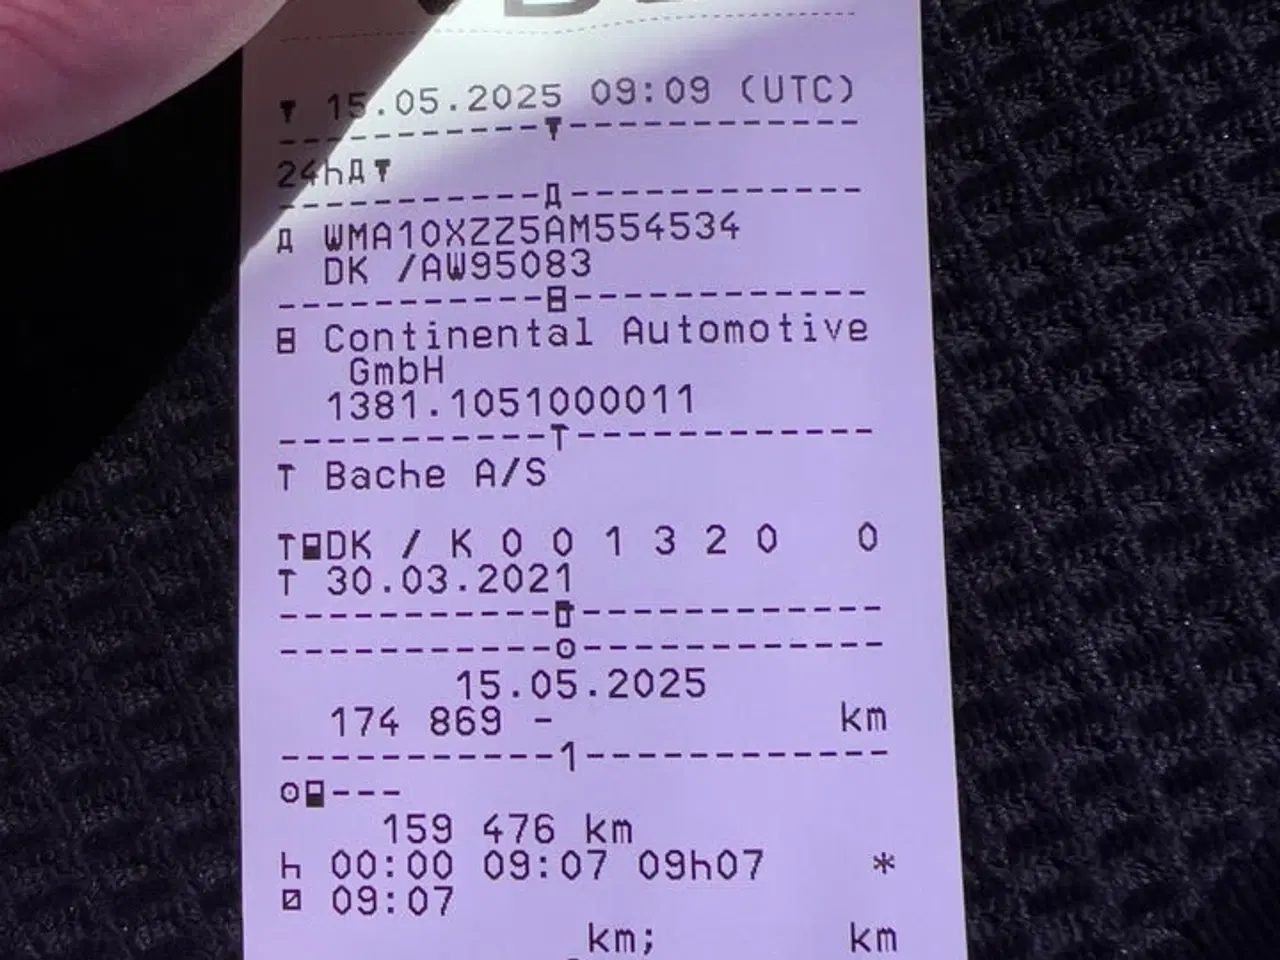 15.05.2025 09:09 (UTC)
24h
WMA10XZZ5AM554534
DK /AW95083
Continental Automotive
GmbH
1381.1051000011
Bache A/S
DK / K 0 0 1 3 2 0 0
30.03.2021
15.05.2025
174 869 - km
1
---
159 476 km
h 00:00 09:07 09h07 *
09:07
km; km